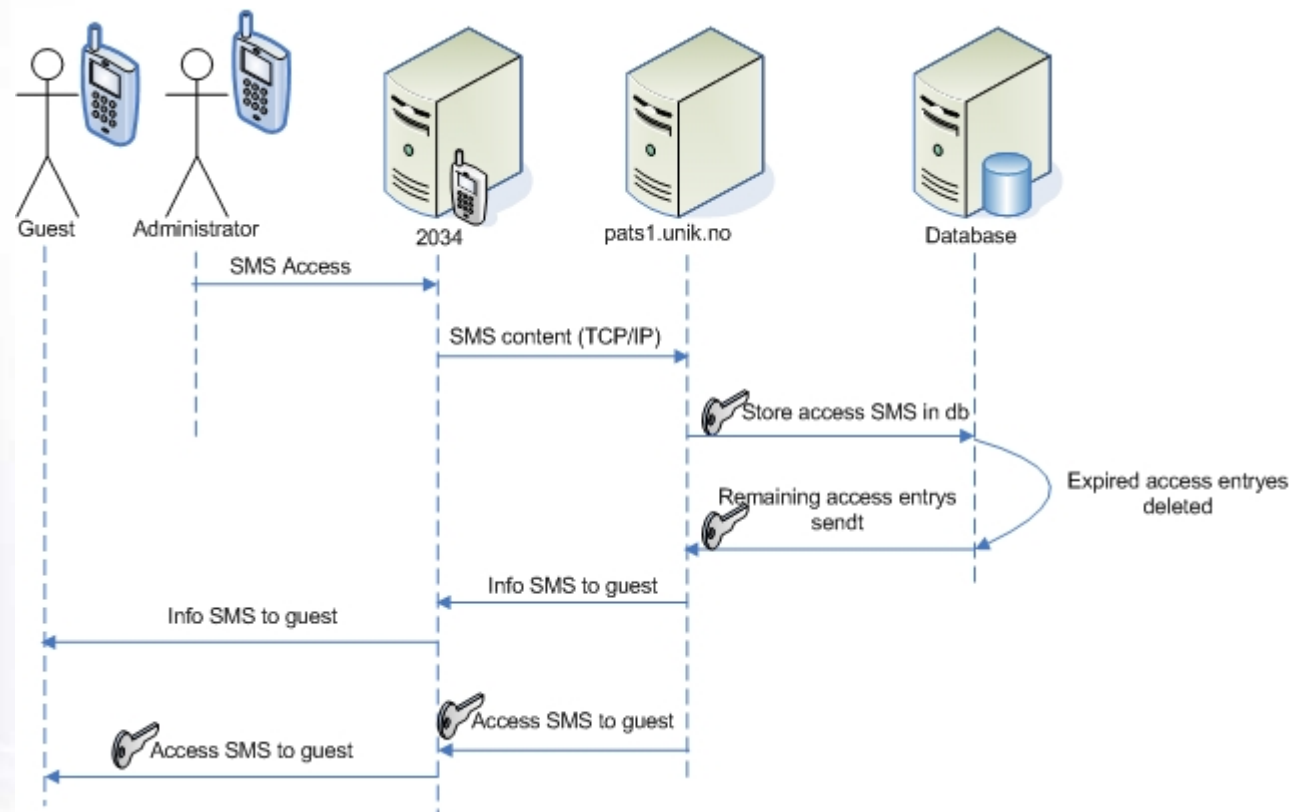 Guest
Administrator
2034
pats1.unik.no
Database
SMS Access
SMS content (TCP/IP)
Store access SMS in db
Expired access entryes
deleted
Remaining access entrys
sendt
Info SMS to guest
Info SMS to guest
Access SMS to guest
Access SMS to guest